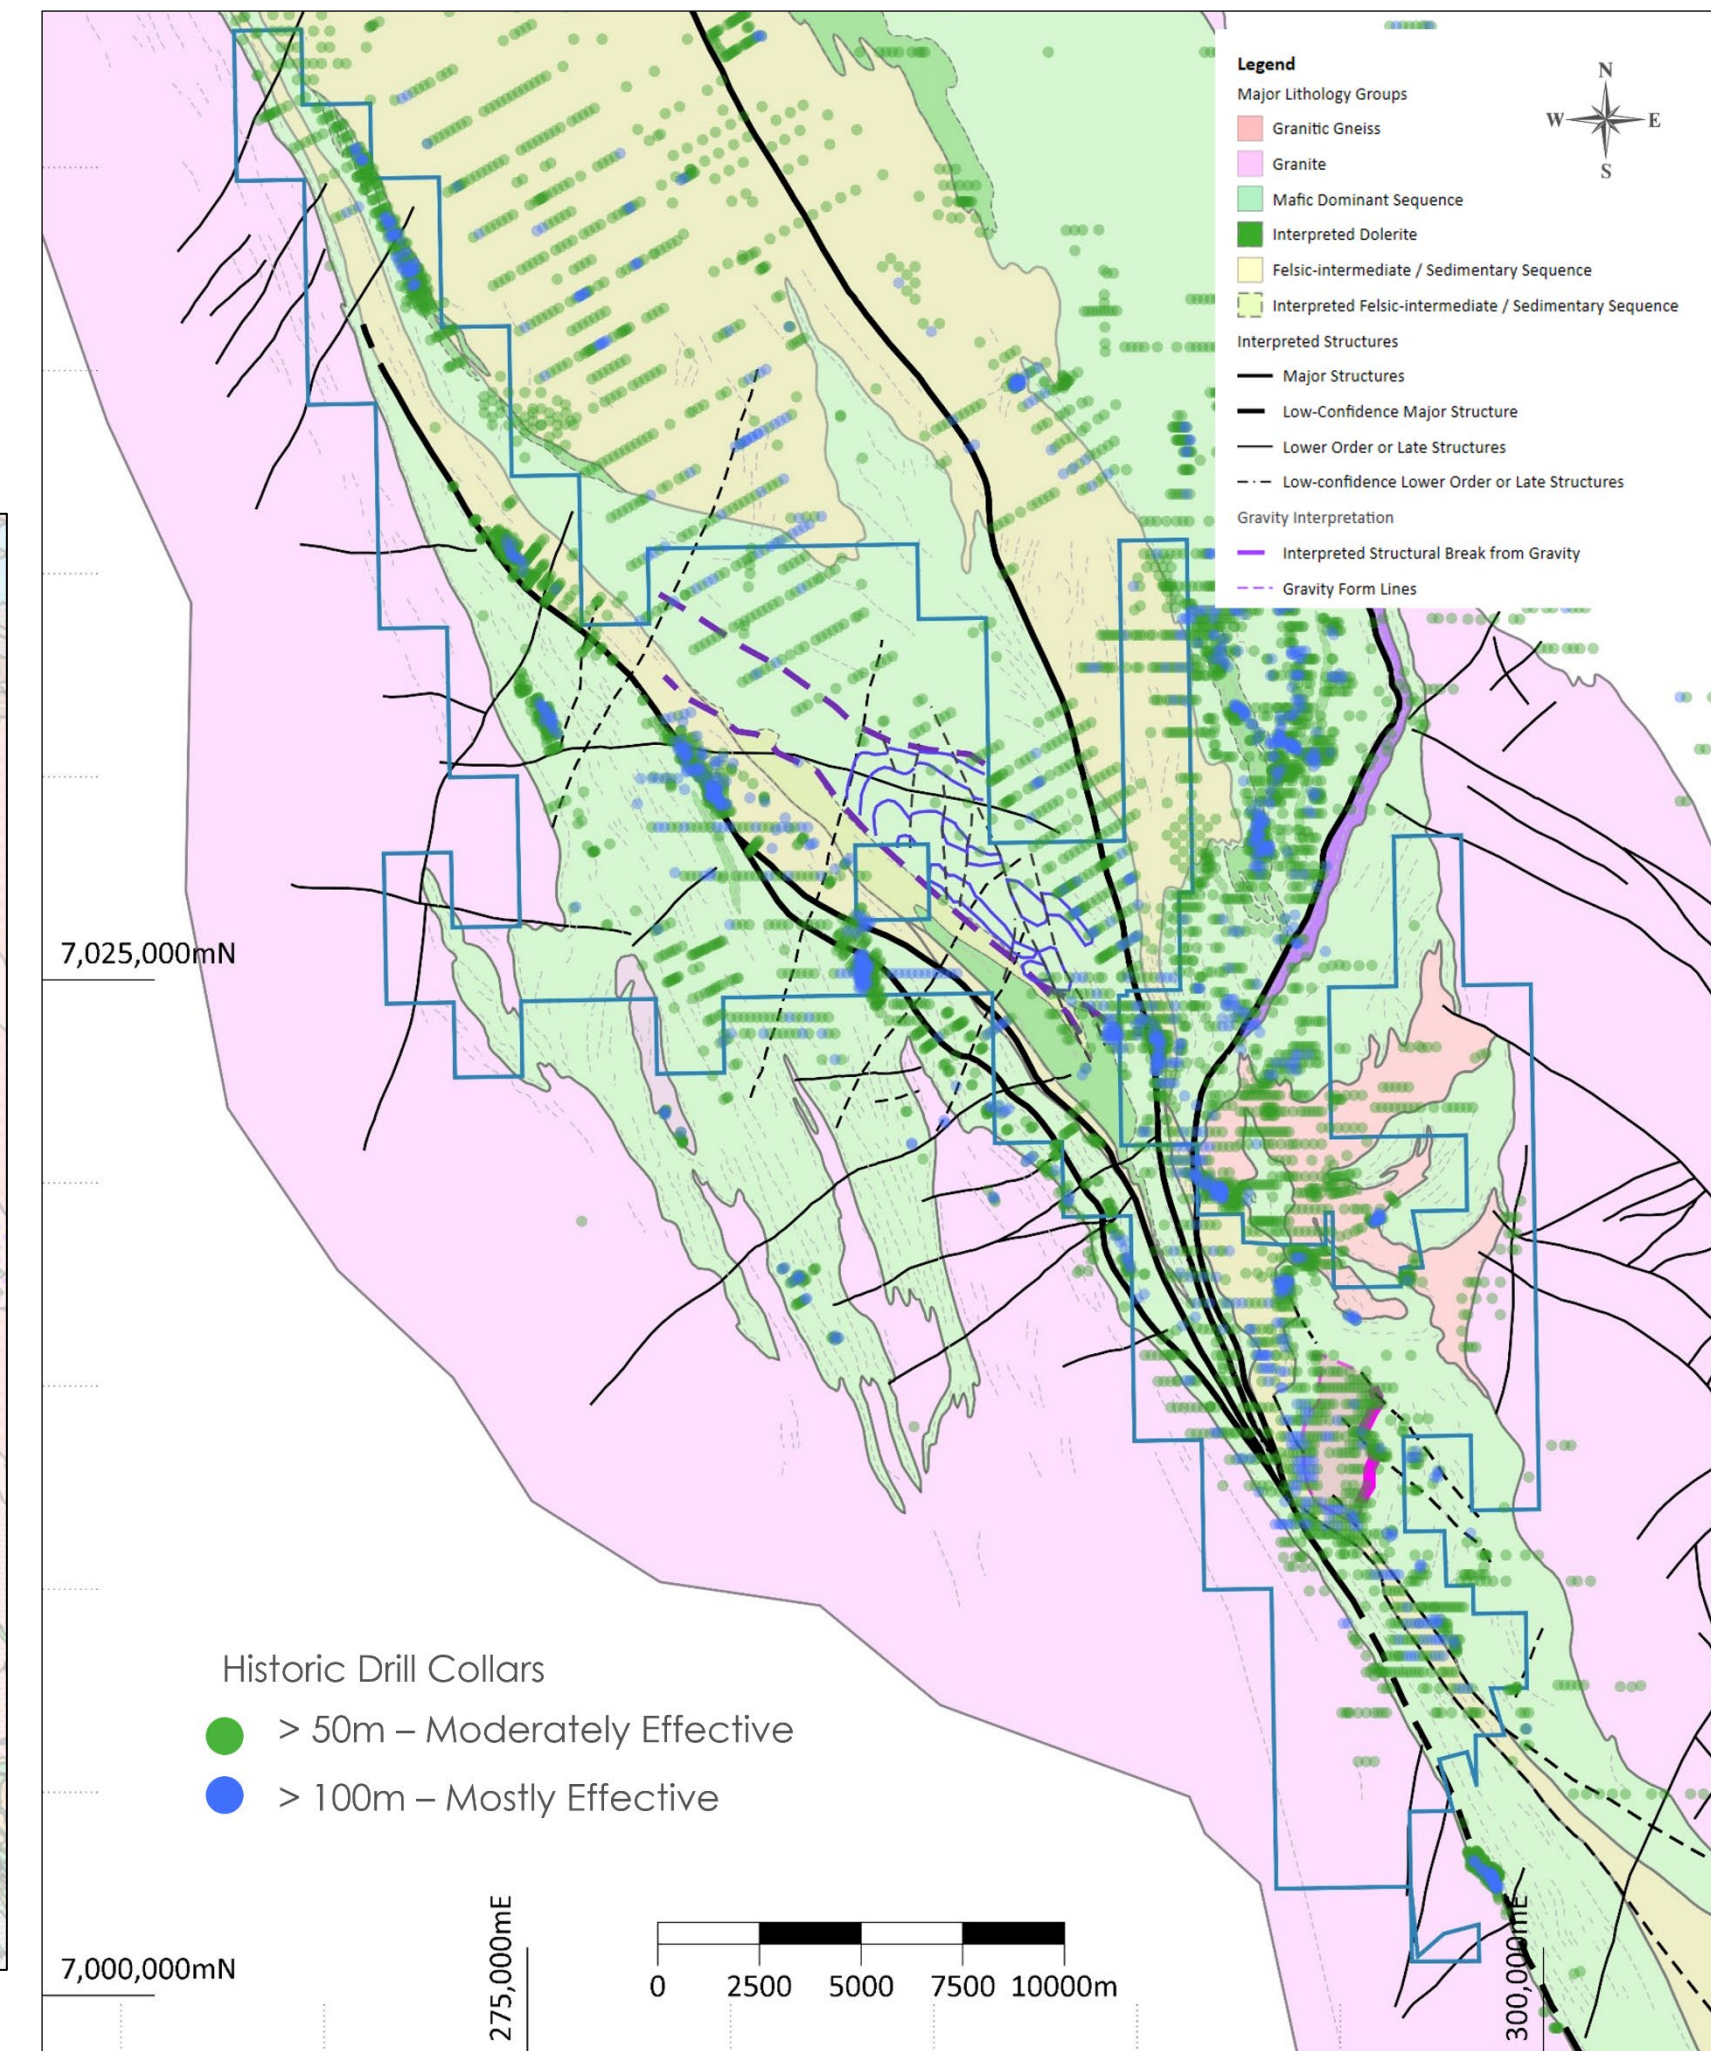 Legend
N
W E
S
Major Lithology Groups
Granitic Gneiss
Granite
Mafic Dominant Sequence
Interpreted Dolerite
Felsic-intermediate / Sedimentary Sequence
Interpreted Felsic-intermediate / Sedimentary Sequence
Interpreted Structures
Major Structures
Low-Confidence Major Structure
Lower Order or Late Structures
Low-confidence Lower Order or Late Structures
Gravity Interpretation
Interpreted Structural Break from Gravity
Gravity Form Lines
7,025,000mN
Historic Drill Collars
> 50m – Moderately Effective
> 100m – Mostly Effective
7,000,000mN
275,000mE
0 2500 5000 7500 10000m
300,000mE